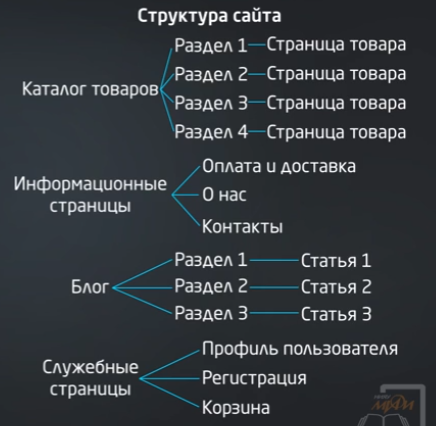 Структура сайта
Каталог товаров
Раздел 1 Страница товара
Раздел 2 Страница товара
Раздел 3 Страница товара
Раздел 4 Страница товара
Информационные
страницы
Оплата и доставка
О нас
Контакты
Блог
Раздел 1 Статья 1
Раздел 2 Статья 2
Раздел 3 Статья 3
Служебные
страницы
Профиль пользователя
Регистрация
Корзина